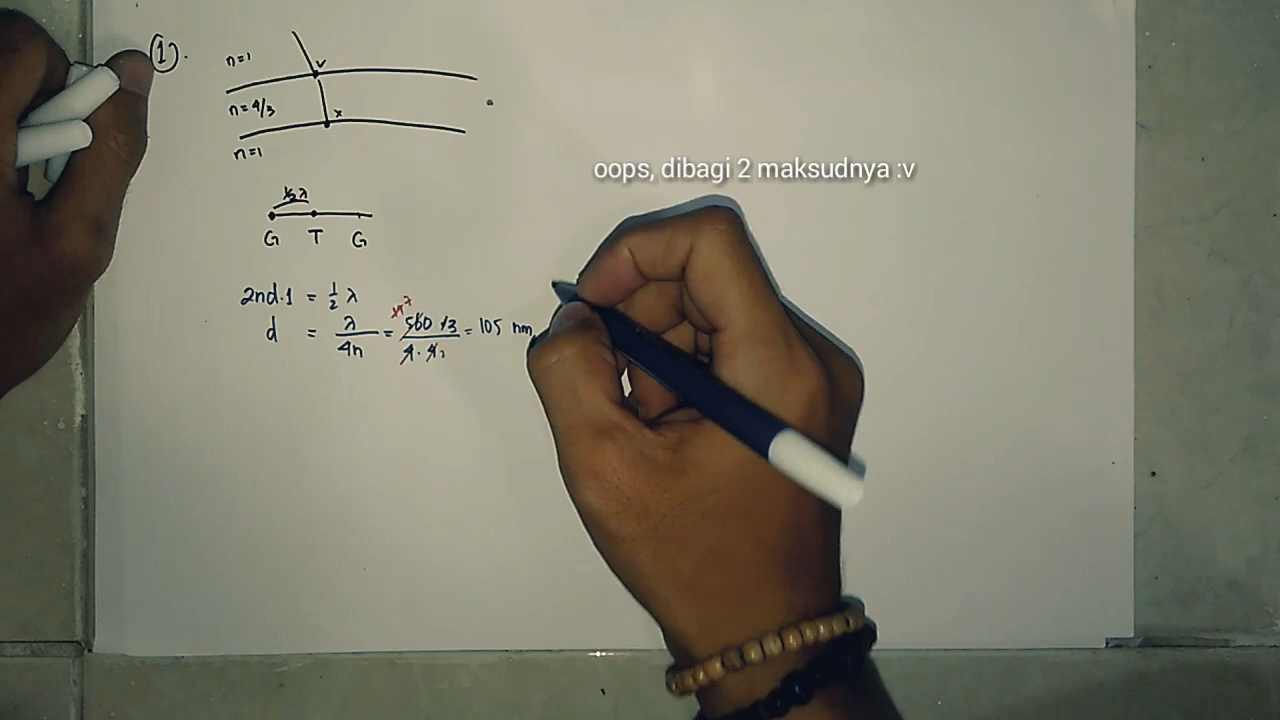 ①.
n=1
v
n=4/3
x
n=1
½λ
G T G
oops, dibagi 2 maksudnya :v
2nd.1 = 1/2 λ
d = λ/4n = 560 × 3/4 . 4 = 105 nm